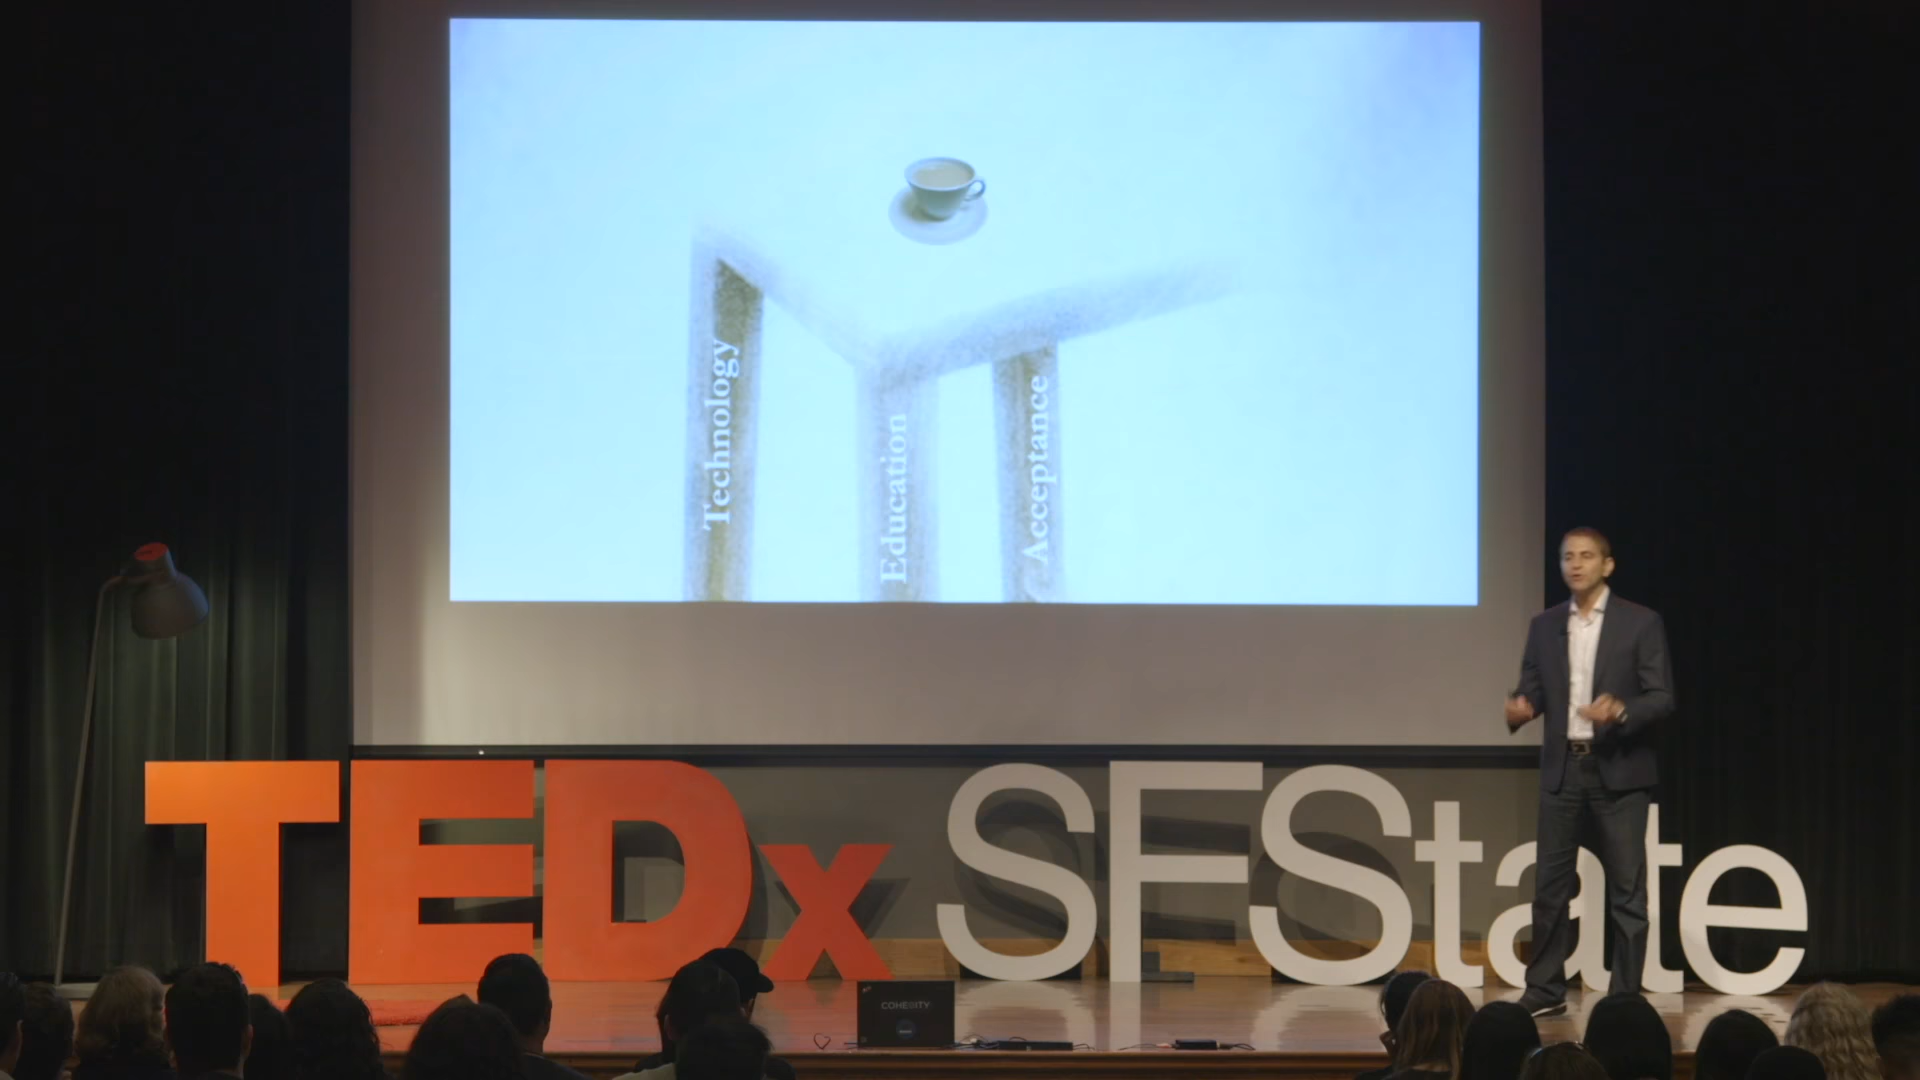 Technology
Education
Acceptance
TEDx SFState
COHESITY